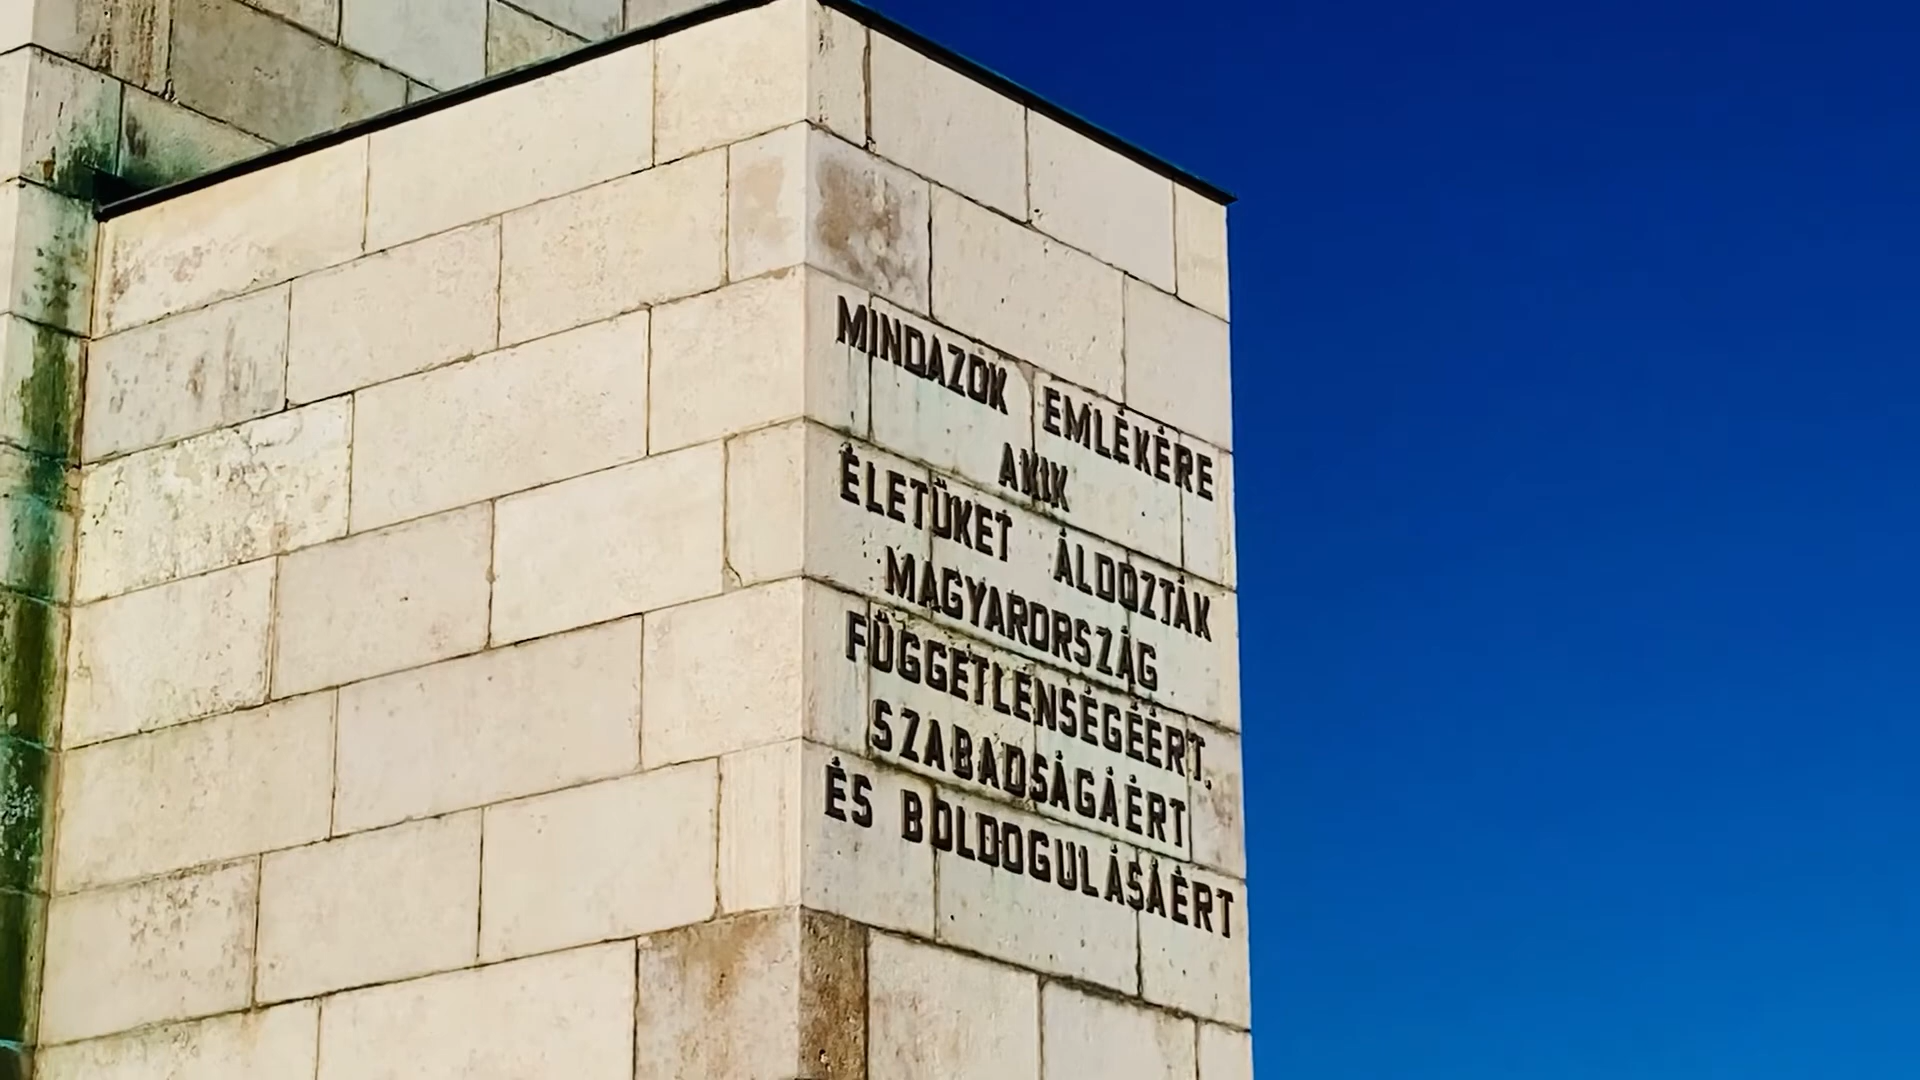 MINDAZOK EMLÉKÉRE
AKIK
ÉLETÜKET ÁLDOZTÁK
MAGYARORSZÁG
FÜGGETLENSÉGÉÉRT,
SZABADSÁGÁÉRT
ÉS BOLDOGULÁSÁÉRT